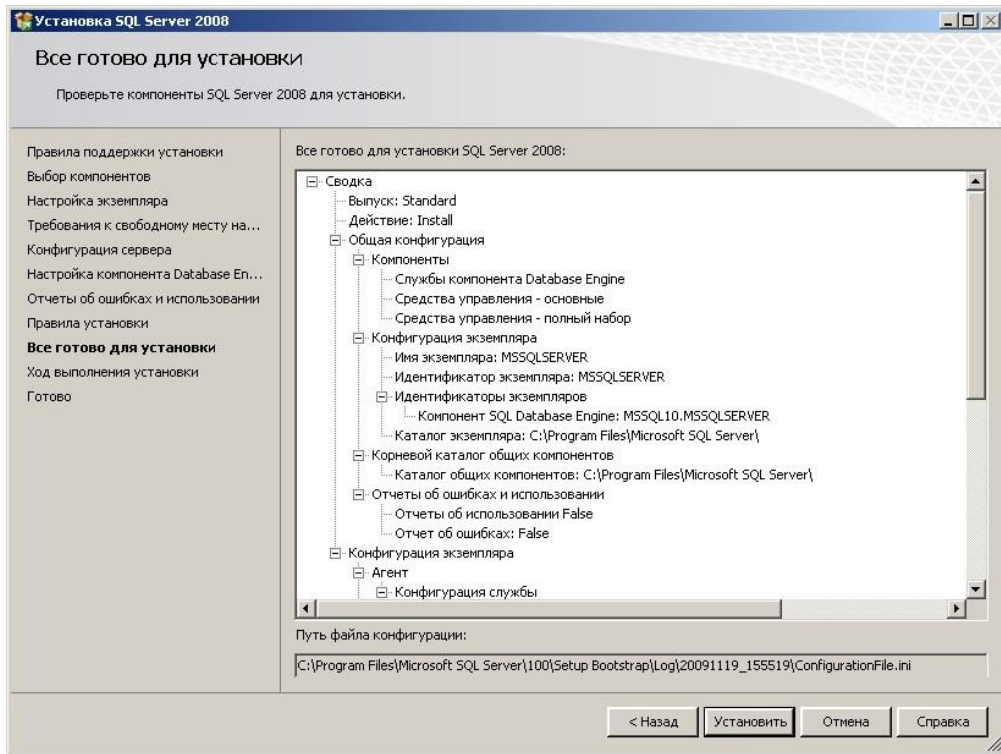 Установка SQL Server 2008
Все готово для установки
Проверьте компоненты SQL Server 2008 для установки.
Правила поддержки установки
Выбор компонентов
Настройка экземпляра
Требования к свободному месту на...
Конфигурация сервера
Настройка компонента Database En...
Отчеты об ошибках и использовании
Правила установки
Все готово для установки
Ход выполнения установки
Готово
Все готово для установки SQL Server 2008:
Сводка
Выпуск: Standard
Действие: Install
Общая конфигурация
Компоненты
Службы компонента Database Engine
Средства управления - основные
Средства управления - полный набор
Конфигурация экземпляра
Имя экземпляра: MSSQLSERVER
Идентификатор экземпляра: MSSQLSERVER
Идентификаторы экземпляров
Компонент SQL Database Engine: MSSQL10.MSSQLSERVER
Каталог экземпляра: C:\Program Files\Microsoft SQL Server\
Корневой каталог общих компонентов
Каталог общих компонентов: C:\Program Files\Microsoft SQL Server\
Отчеты об ошибках и использовании
Отчеты об использовании False
Отчет об ошибках: False
Конфигурация экземпляра
Агент
Конфигурация службы
Путь файла конфигурации:
C:\Program Files\Microsoft SQL Server\100\Setup Bootstrap\Log\20091119_155519\ConfigurationFile.ini
< Назад
Установить
Отмена
Справка